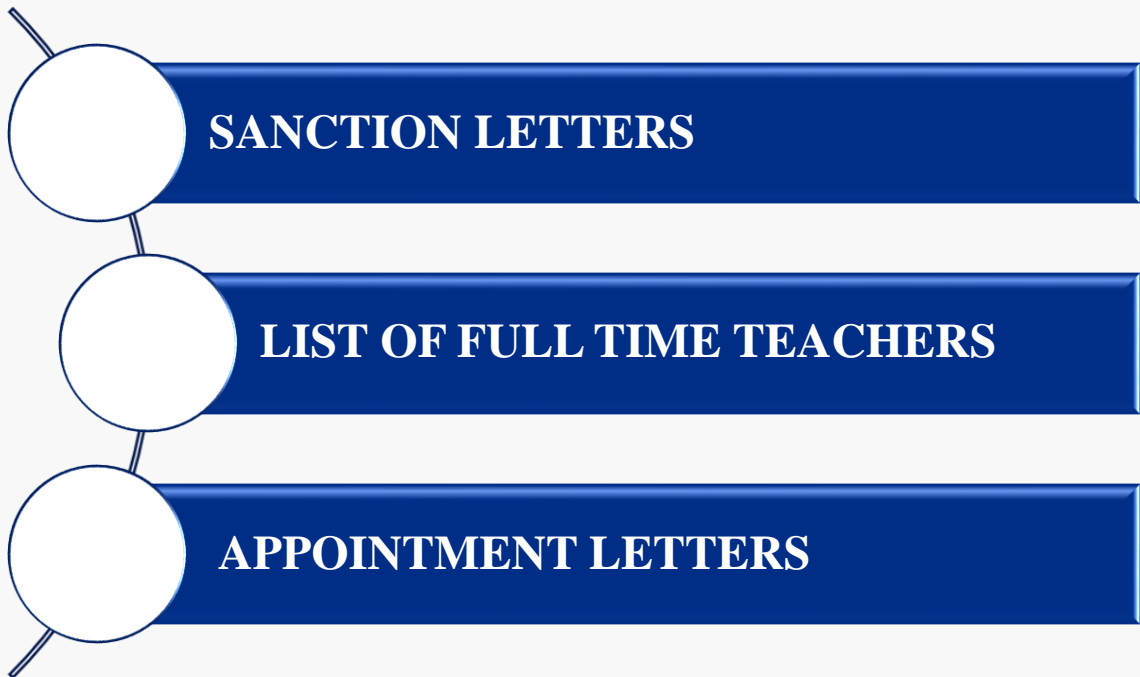 SANCTION LETTERS
LIST OF FULL TIME TEACHERS
APPOINTMENT LETTERS